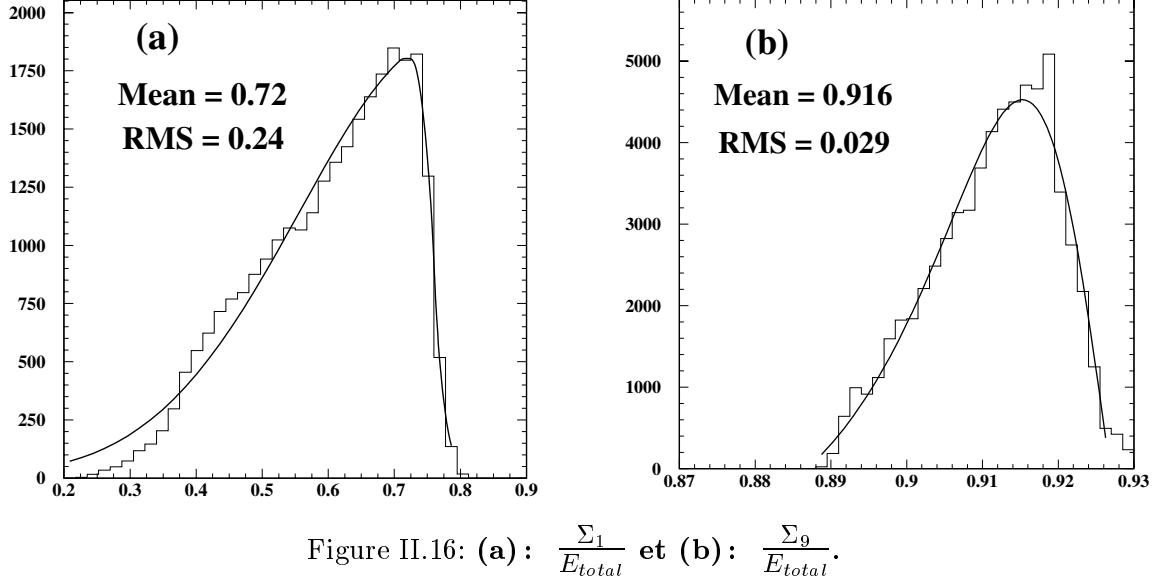 (a)
Mean = 0.72
RMS = 0.24
2000
1750
1500
1250
1000
750
500
250
0
0.2 0.3 0.4 0.5 0.6 0.7 0.8 0.9
(b)
Mean = 0.916
RMS = 0.029
5000
4000
3000
2000
1000
0
0.87 0.88 0.89 0.9 0.91 0.92 0.93
Figure II.16: (a): Σ₁/E_total et (b): Σ₉/E_total.